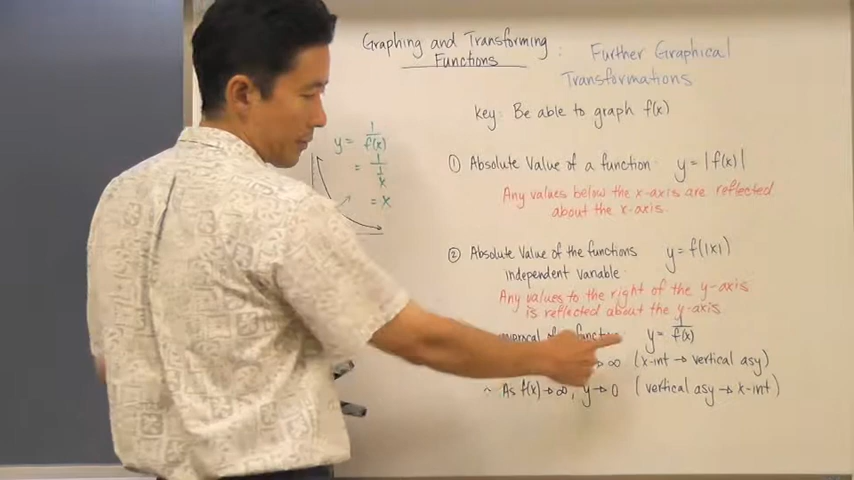 Graphing and Transforming
Functions
: Further Graphical
Transformations
key: Be able to graph f(x)
y = 1/f(x)
= 1/(1/x)
= x
① Absolute Value of a function: y = |f(x)|
Any values below the x-axis are reflected
about the x-axis.
② Absolute Value of the functions y = f(|x|)
independent variable:
Any values to the right of the y-axis
is reflected about the y-axis
of a function: y = 1/f(x)
→ ∞ (x-int → vertical asy)
As f(x) → ∞, y → 0 (vertical asy → x-int)